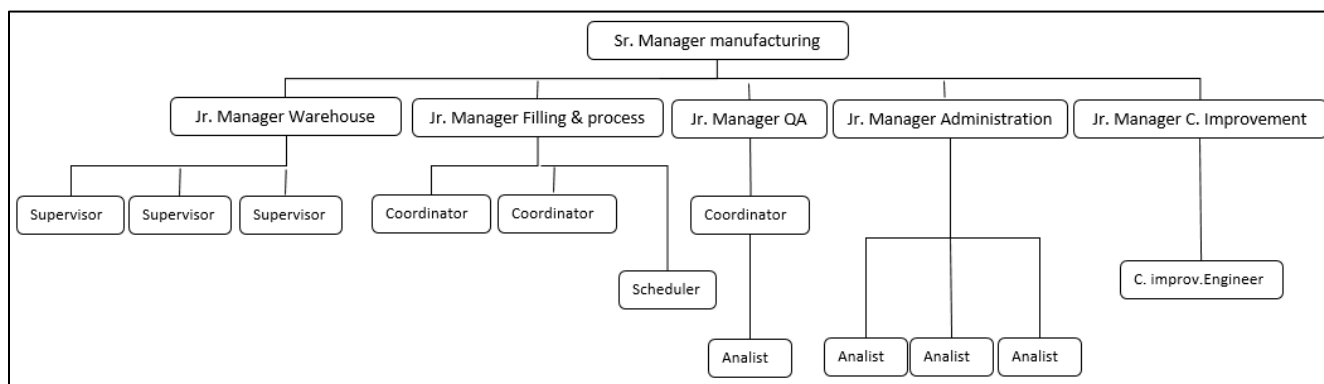 Sr. Manager manufacturing
Jr. Manager Warehouse
Jr. Manager Filling & process
Jr. Manager QA
Jr. Manager Administration
Jr. Manager C. Improvement
Supervisor
Supervisor
Supervisor
Coordinator
Coordinator
Coordinator
Scheduler
C. improv.Engineer
Analist
Analist
Analist
Analist